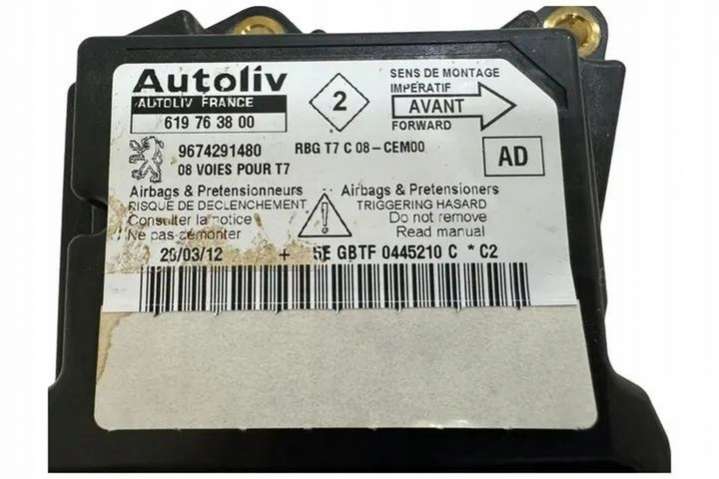 Autoliv
AUTOLIV FRANCE
619 76 38 00
2
SENS DE MONTAGE
IMPÉRATIF
AVANT
FORWARD
9674291480
RBG T7 C 08-CEM00
08 VOIES POUR T7
AD
Airbags & Pretensionneurs
RISQUE DE DECLENCHEMENT
Consulter la notice
Ne pas démonter
Airbags & Pretensioners
TRIGGERING HASARD
Do not remove
Read manual
/03/12 + 5E GBTF 0445210 C * C2